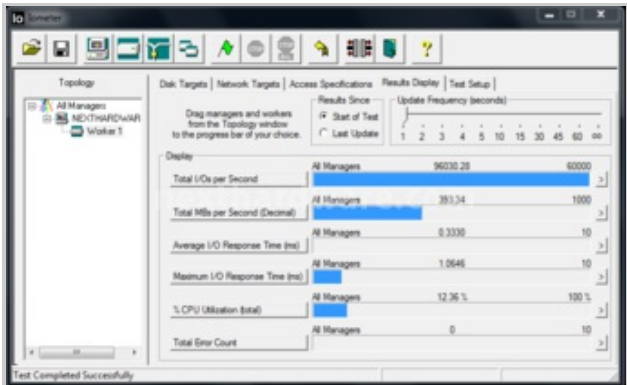 Iometer
Topology
All Managers
NEXTHARDWAR
Worker 1
Disk Targets
Network Targets
Access Specifications
Results Display
Test Setup
Drag managers and workers
from the Topology window
to the progress bar of your choice.
Results Since
Start of Test
Last Update
Update Frequency (seconds)
1 2 3 4 5 10 15 30 45 60 ∞
Display
All Managers 96030.28 60000
Total I/Os per Second
All Managers 393.34 1000
Total MBs per Second (Decimal)
All Managers 0.3330 10
Average I/O Response Time (ms)
All Managers 1.0646 10
Maximum I/O Response Time (ms)
All Managers 12.36 % 100 %
% CPU Utilization (total)
All Managers 0 10
Total Error Count
Test Completed Successfully